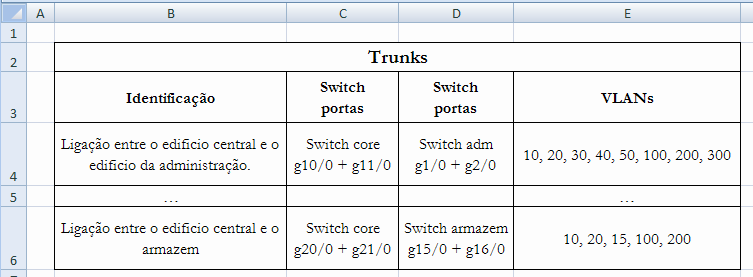 A B C D E
1
2 Trunks
3 Identificação Switch portas Switch portas VLANs
4 Ligação entre o edificio central e o edificio da administração. Switch core g10/0 + g11/0 Switch adm g1/0 + g2/0 10, 20, 30, 40, 50, 100, 200, 300
5 ... ...
6 Ligação entre o edificio central e o armazem Switch core g20/0 + g21/0 Switch armazem g15/0 + g16/0 10, 20, 15, 100, 200